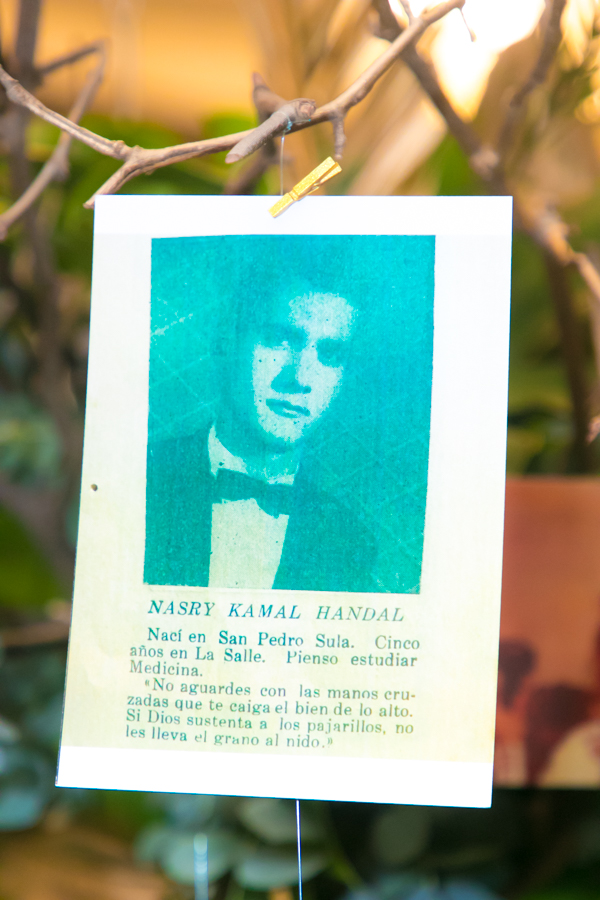 NASRY KAMAL HANDAL
Nací en San Pedro Sula. Cinco
años en La Salle. Pienso estudiar
Medicina.
"No aguardes con las manos cru-
zadas que te caiga el bien de lo alto.
Si Dios sustenta a los pajarillos, no
les lleva el grano al nido."